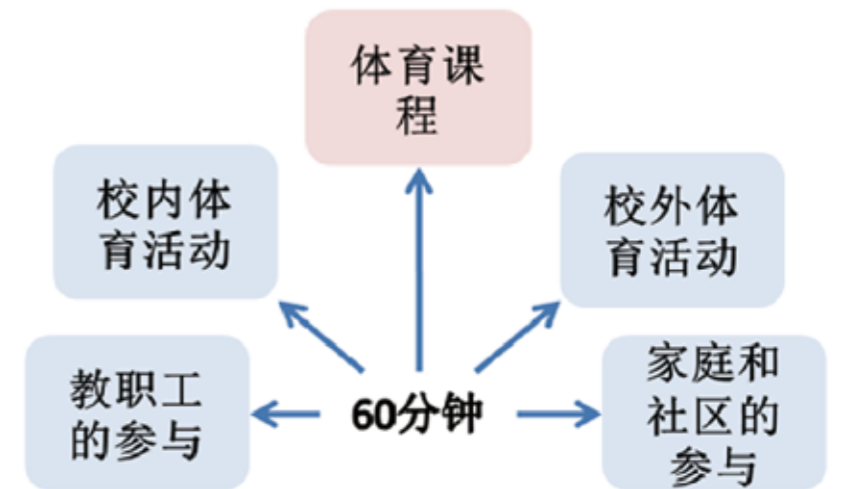 体育课
程
校内体
育活动
校外体
育活动
教职工
的参与
60分钟
家庭和
社区的
参与